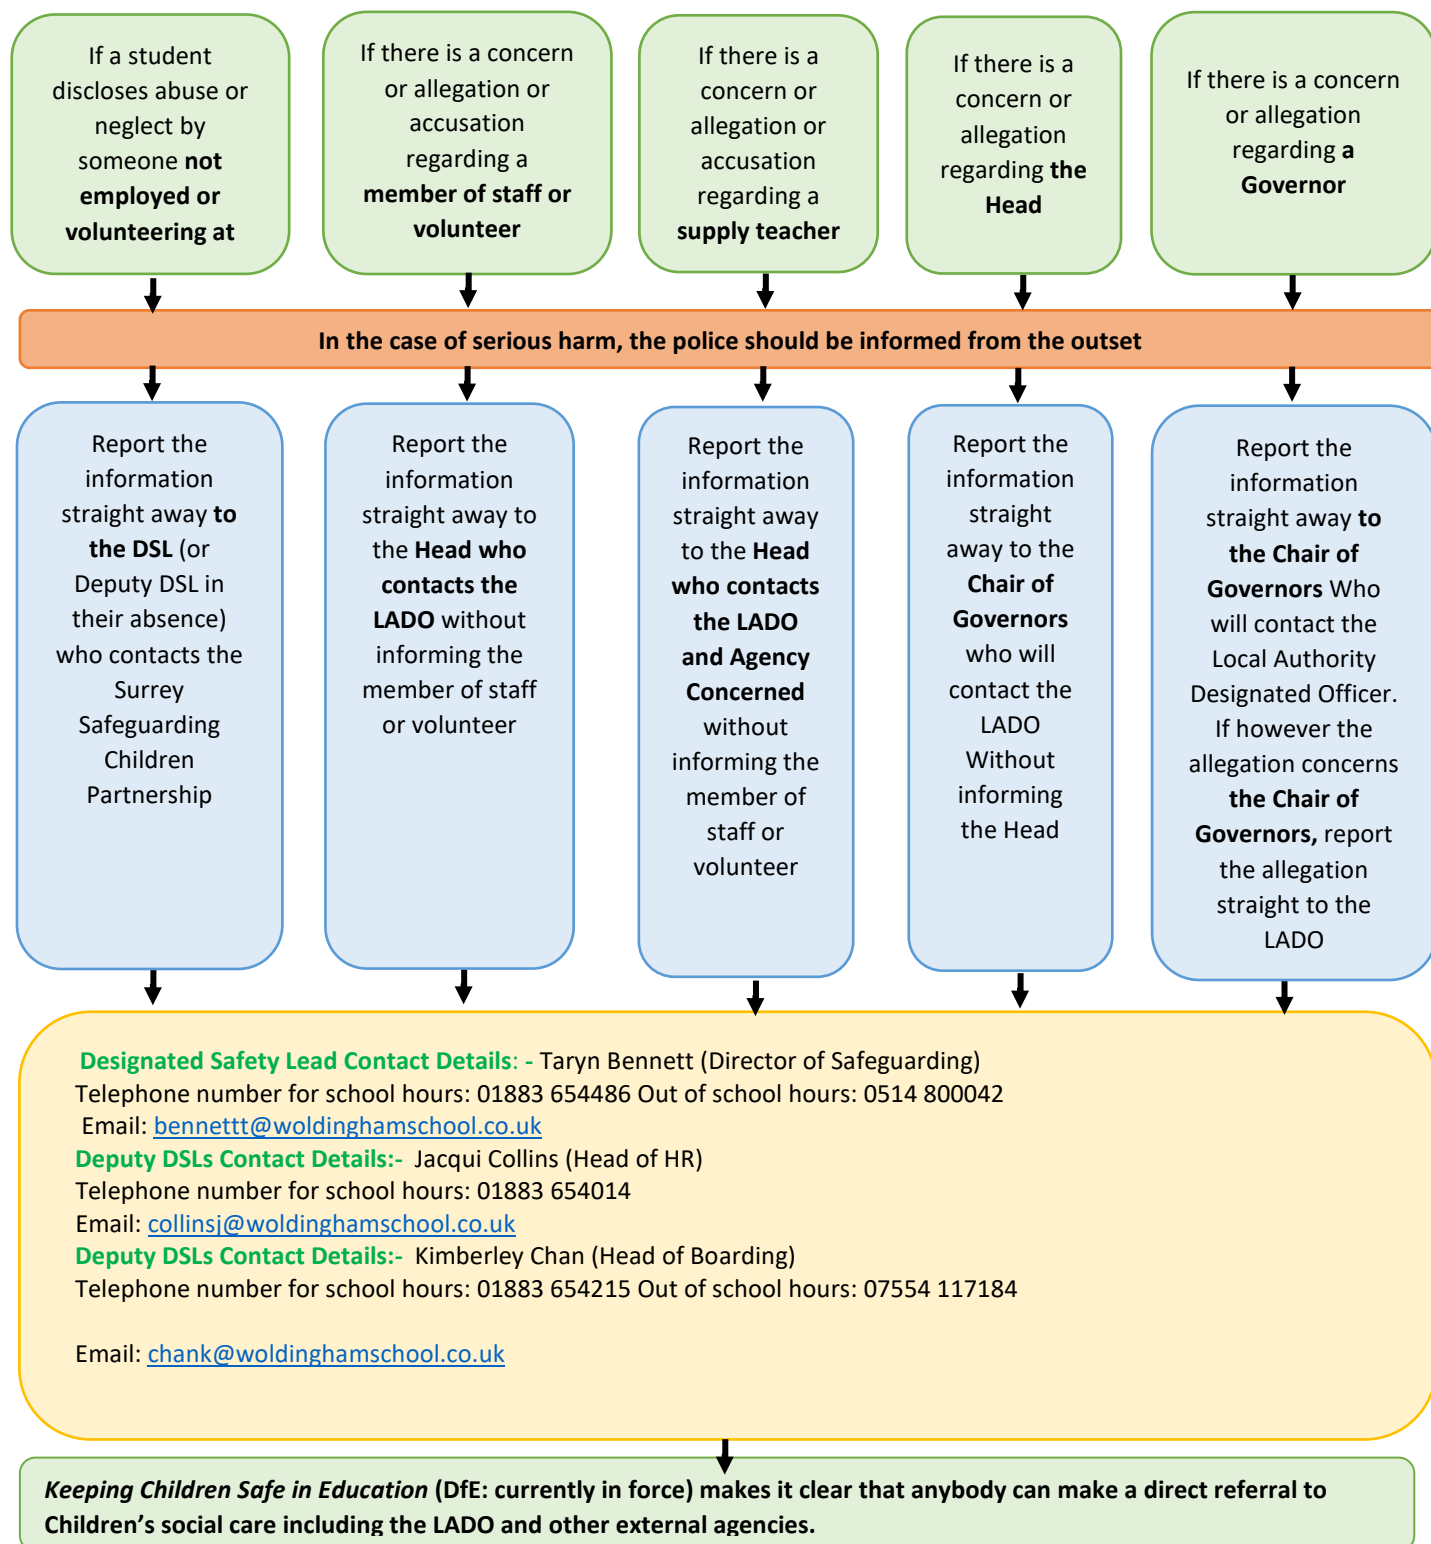 If a student
discloses abuse or
neglect by
someone not
employed or
volunteering at
If there is a concern
or allegation or
accusation
regarding a
member of staff or
volunteer
If there is a
concern or
allegation or
accusation
regarding a
supply teacher
If there is a
concern or
allegation
regarding the
Head
If there is a concern
or allegation
regarding a
Governor
In the case of serious harm, the police should be informed from the outset
Report the
information
straight away to
the DSL (or
Deputy DSL in
their absence)
who contacts the
Surrey
Safeguarding
Children
Partnership
Report the
information
straight away to
the Head who
contacts the
LADO without
informing the
member of staff
or volunteer
Report the
information
straight away
to the Head
who contacts
the LADO
and Agency
Concerned
without
informing the
member of
staff or
volunteer
Report the
information
straight
away to the
Chair of
Governors
who will
contact the
LADO
Without
informing
the Head
Report the
information
straight away to
the Chair of
Governors Who
will contact the
Local Authority
Designated Officer.
If however the
allegation concerns
the Chair of
Governors, report
the allegation
straight to the
LADO
Designated Safety Lead Contact Details: - Taryn Bennett (Director of Safeguarding)
Telephone number for school hours: 01883 654486 Out of school hours: 0514 800042
Email: bennettt@woldinghamschool.co.uk
Deputy DSLs Contact Details:- Jacqui Collins (Head of HR)
Telephone number for school hours: 01883 654014
Email: collinsj@woldinghamschool.co.uk
Deputy DSLs Contact Details:- Kimberley Chan (Head of Boarding)
Telephone number for school hours: 01883 654215 Out of school hours: 07554 117184
Email: chank@woldinghamschool.co.uk
Keeping Children Safe in Education (DfE: currently in force) makes it clear that anybody can make a direct referral to
Children's social care including the LADO and other external agencies.